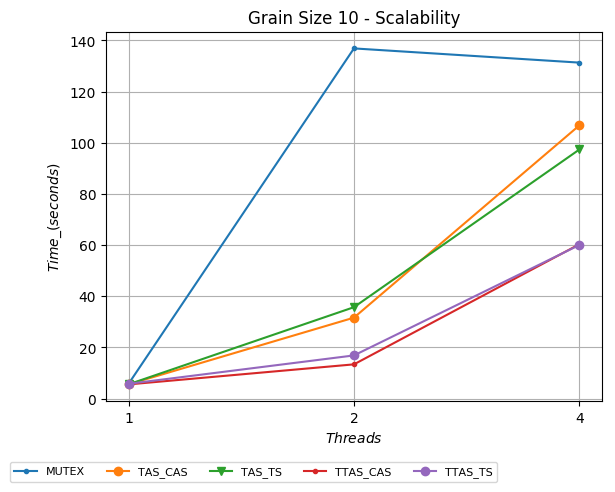 Grain Size 10 - Scalability
140
120
100
80
60
40
20
0
Time_(seconds)
1 2 4
Threads
MUTEX TAS_CAS TAS_TS TTAS_CAS TTAS_TS